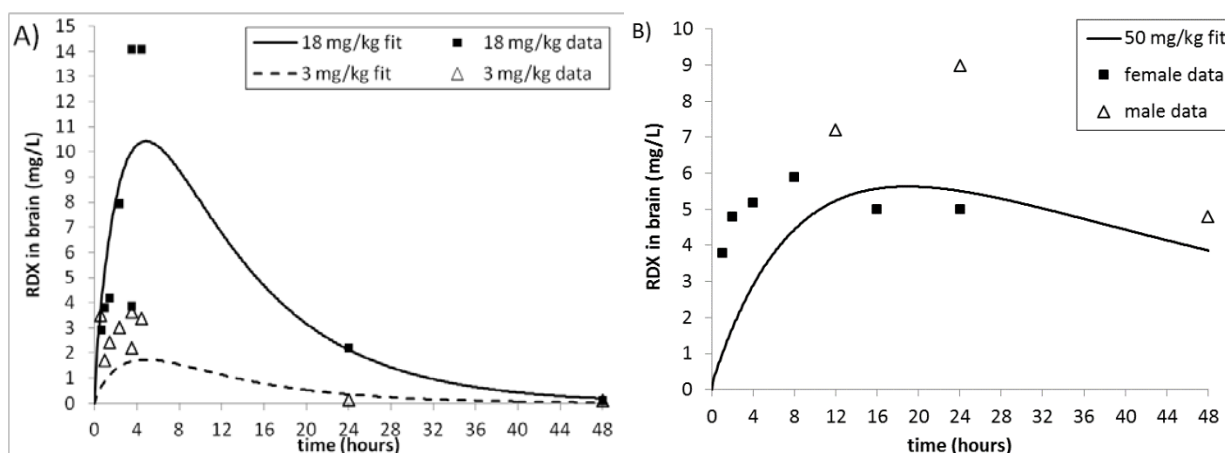 A)
18 mg/kg fit
18 mg/kg data
3 mg/kg fit
3 mg/kg data
RDX in brain (mg/L)
15
14
13
12
11
10
9
8
7
6
5
4
3
2
1
0
0 4 8 12 16 20 24 28 32 36 40 44 48
time (hours)
B)
50 mg/kg fit
female data
male data
RDX in brain (mg/L)
10
9
8
7
6
5
4
3
2
1
0
0 4 8 12 16 20 24 28 32 36 40 44 48
time (hours)